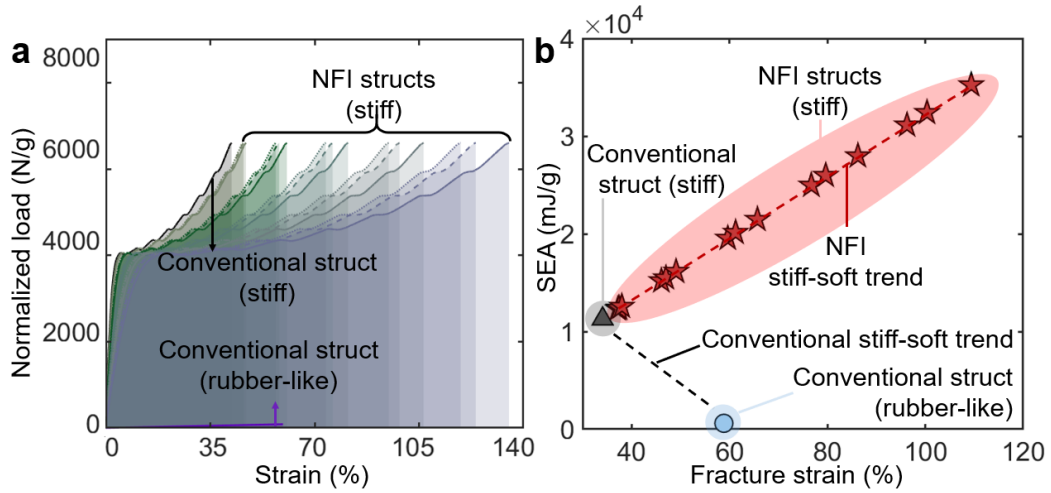 a
8000
6000
4000
2000
0
Normalized load (N/g)
NFI structs
(stiff)
Conventional struct
(stiff)
Conventional struct
(rubber-like)
0 35 70 105 140
Strain (%)
b
4 ×10⁴
3
2
1
0
SEA (mJ/g)
NFI structs
(stiff)
Conventional
struct (stiff)
NFI
stiff-soft trend
Conventional stiff-soft trend
Conventional struct
(rubber-like)
40 60 80 100 120
Fracture strain (%)